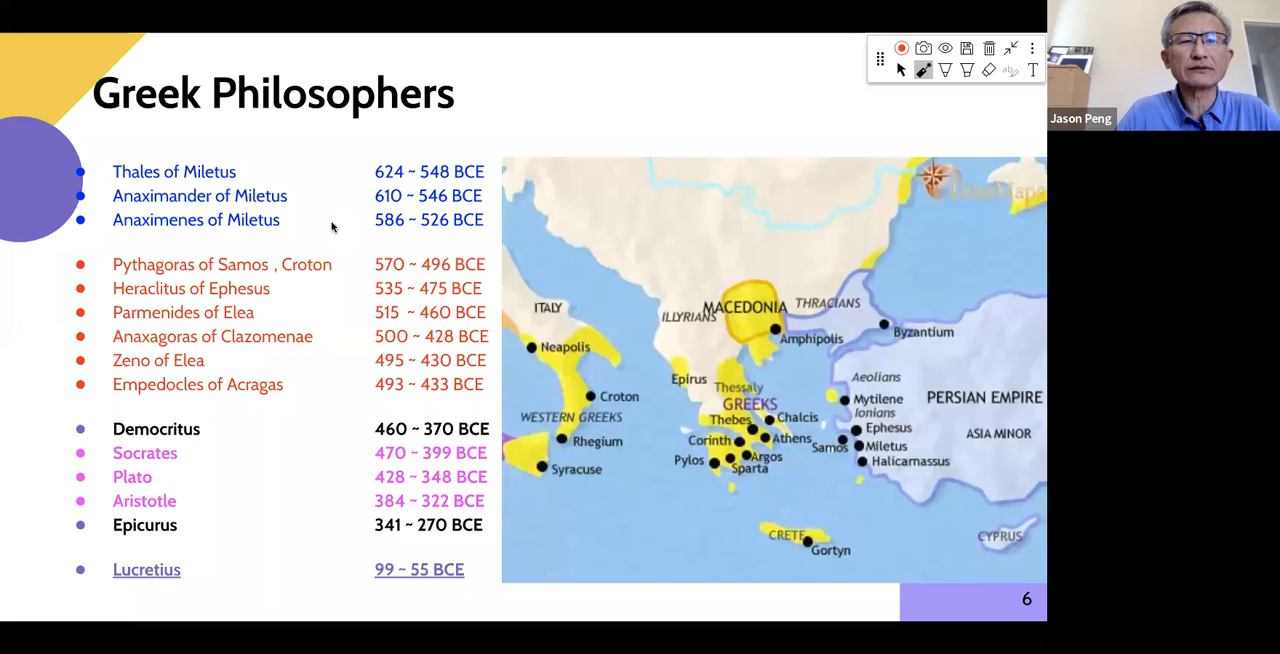 Greek Philosophers
Thales of Miletus 624 ~ 548 BCE
Anaximander of Miletus 610 ~ 546 BCE
Anaximenes of Miletus 586 ~ 526 BCE
Pythagoras of Samos , Croton 570 ~ 496 BCE
Heraclitus of Ephesus 535 ~ 475 BCE
Parmenides of Elea 515 ~ 460 BCE
Anaxagoras of Clazomenae 500 ~ 428 BCE
Zeno of Elea 495 ~ 430 BCE
Empedocles of Acragas 493 ~ 433 BCE
Democritus 460 ~ 370 BCE
Socrates 470 ~ 399 BCE
Plato 428 ~ 348 BCE
Aristotle 384 ~ 322 BCE
Epicurus 341 ~ 270 BCE
Lucretius 99 ~ 55 BCE
ITALY
ILLYRIANS
MACEDONIA
THRACIANS
Amphipolis
Byzantium
Neapolis
Epirus
Thessaly
Aeolians
GREEKS
Croton
Mytilene
PERSIAN EMPIRE
WESTERN GREEKS
Thebes
Chalcis
Ionians
Ephesus
Rhegium
Corinth
Athens
Samos
Miletus
ASIA MINOR
Syracuse
Pylos
Argos
Sparta
Halicarnassus
CRETE
Gortyn
CYPRUS
6
ab
T
Jason Peng